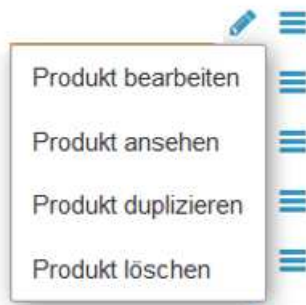 Produkt bearbeiten
Produkt ansehen
Produkt duplizieren
Produkt löschen